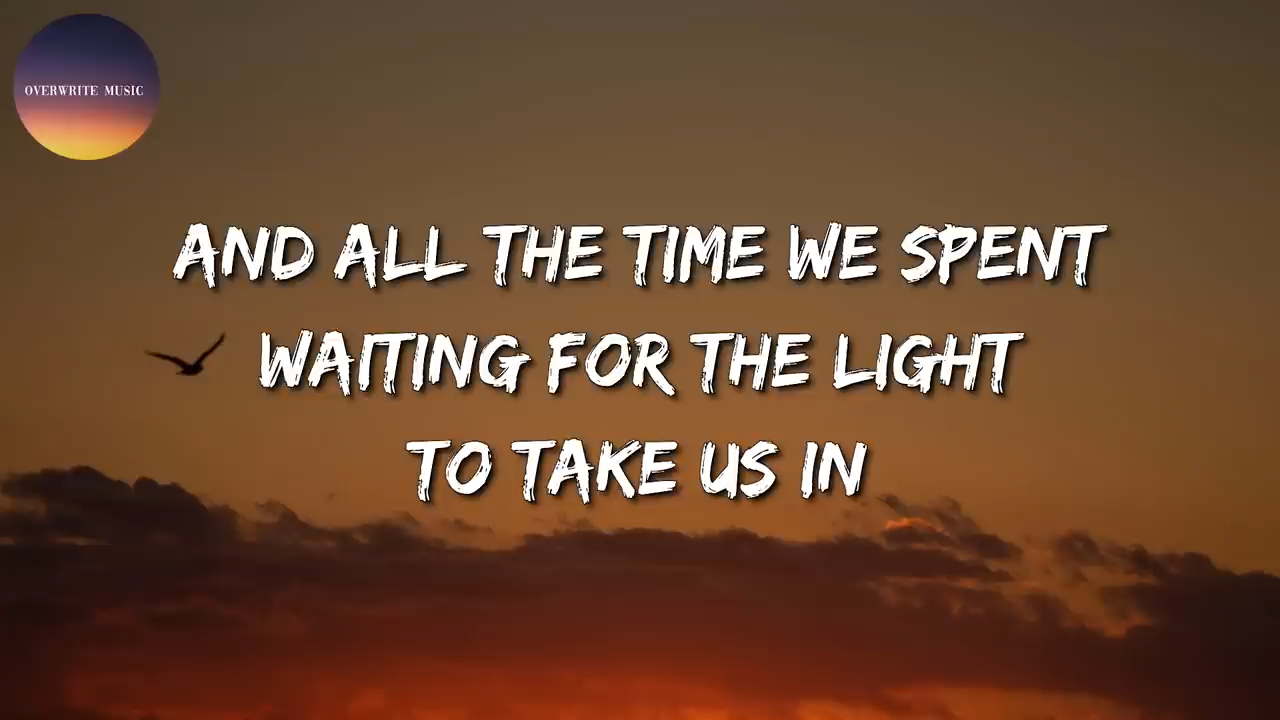 OVERWRITE MUSIC
AND ALL THE TIME WE SPENT
WAITING FOR THE LIGHT
TO TAKE US IN